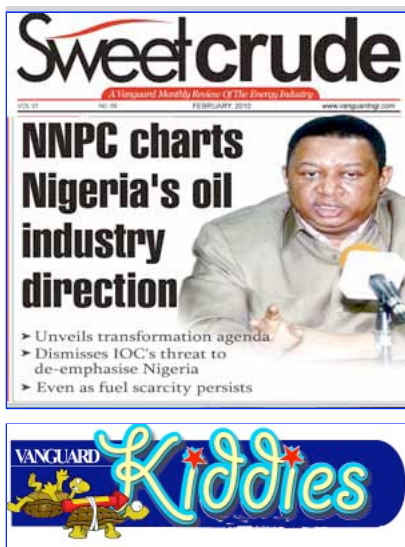 Sweetcrude
A Vanguard Monthly Review Of The Energy Industry
VOL 01 NO. 09 FEBRUARY, 2010 www.vanguardngr.com
NNPC charts
Nigeria's oil
industry
direction
➤ Unveils transformation agenda
➤ Dismisses IOC's threat to
de-emphasise Nigeria
➤ Even as fuel scarcity persists
VANGUARD
Kiddies